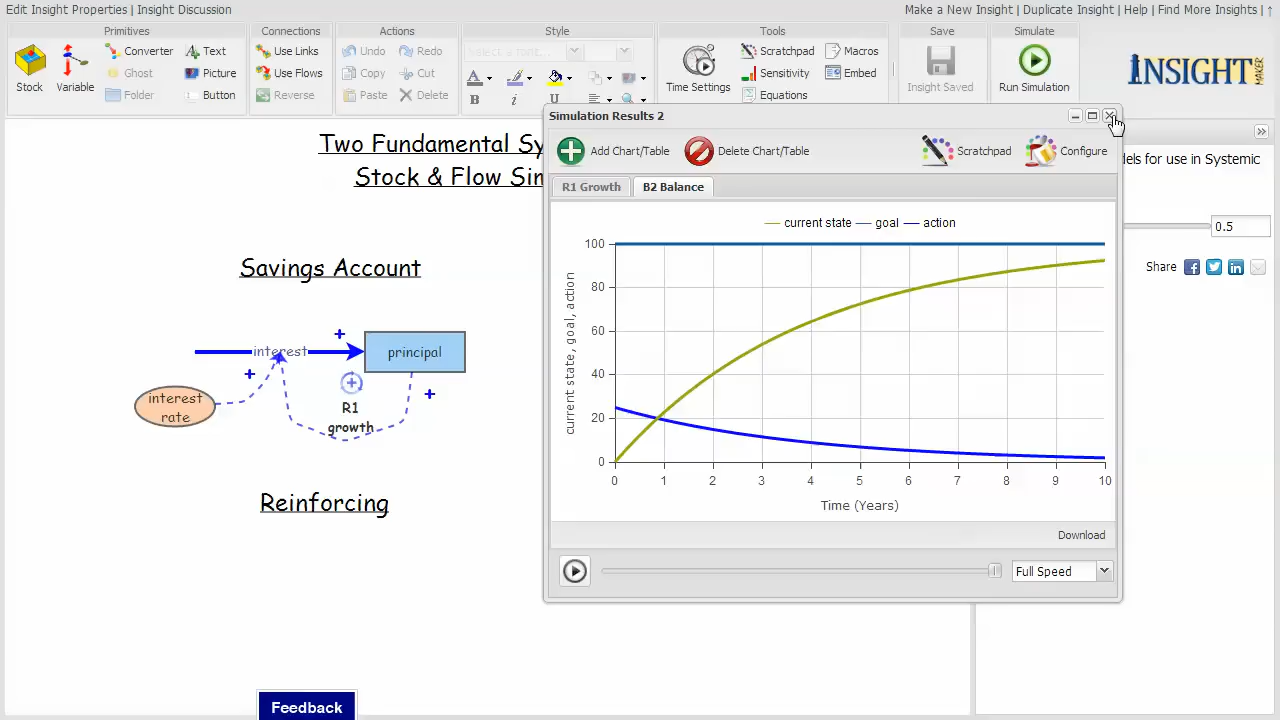 Edit Insight Properties | Insight Discussion
Make a New Insight | Duplicate Insight | Help | Find More Insights | ↑
Primitives
Connections
Actions
Style
Tools
Save
Simulate
Stock
Variable
Converter
Ghost
Folder
Text
Picture
Button
Use Links
Use Flows
Reverse
Undo
Redo
Copy
Cut
Paste
Delete
Select a font...
A
B
i
U
Time Settings
Scratchpad
Sensitivity
Equations
Macros
Embed
Insight Saved
Run Simulation
INSIGHT
MAKER
Two Fundamental Sy
Stock & Flow Sim
Savings Account
+
interest
principal
+
interest
rate
+
R1
growth
+
Reinforcing
Feedback
Simulation Results 2
Add Chart/Table
Delete Chart/Table
Scratchpad
Configure
R1 Growth
B2 Balance
current state
goal
action
current state, goal, action
100
80
60
40
20
0
0 1 2 3 4 5 6 7 8 9 10
Time (Years)
Download
Full Speed
dels for use in Systemic
0.5
Share